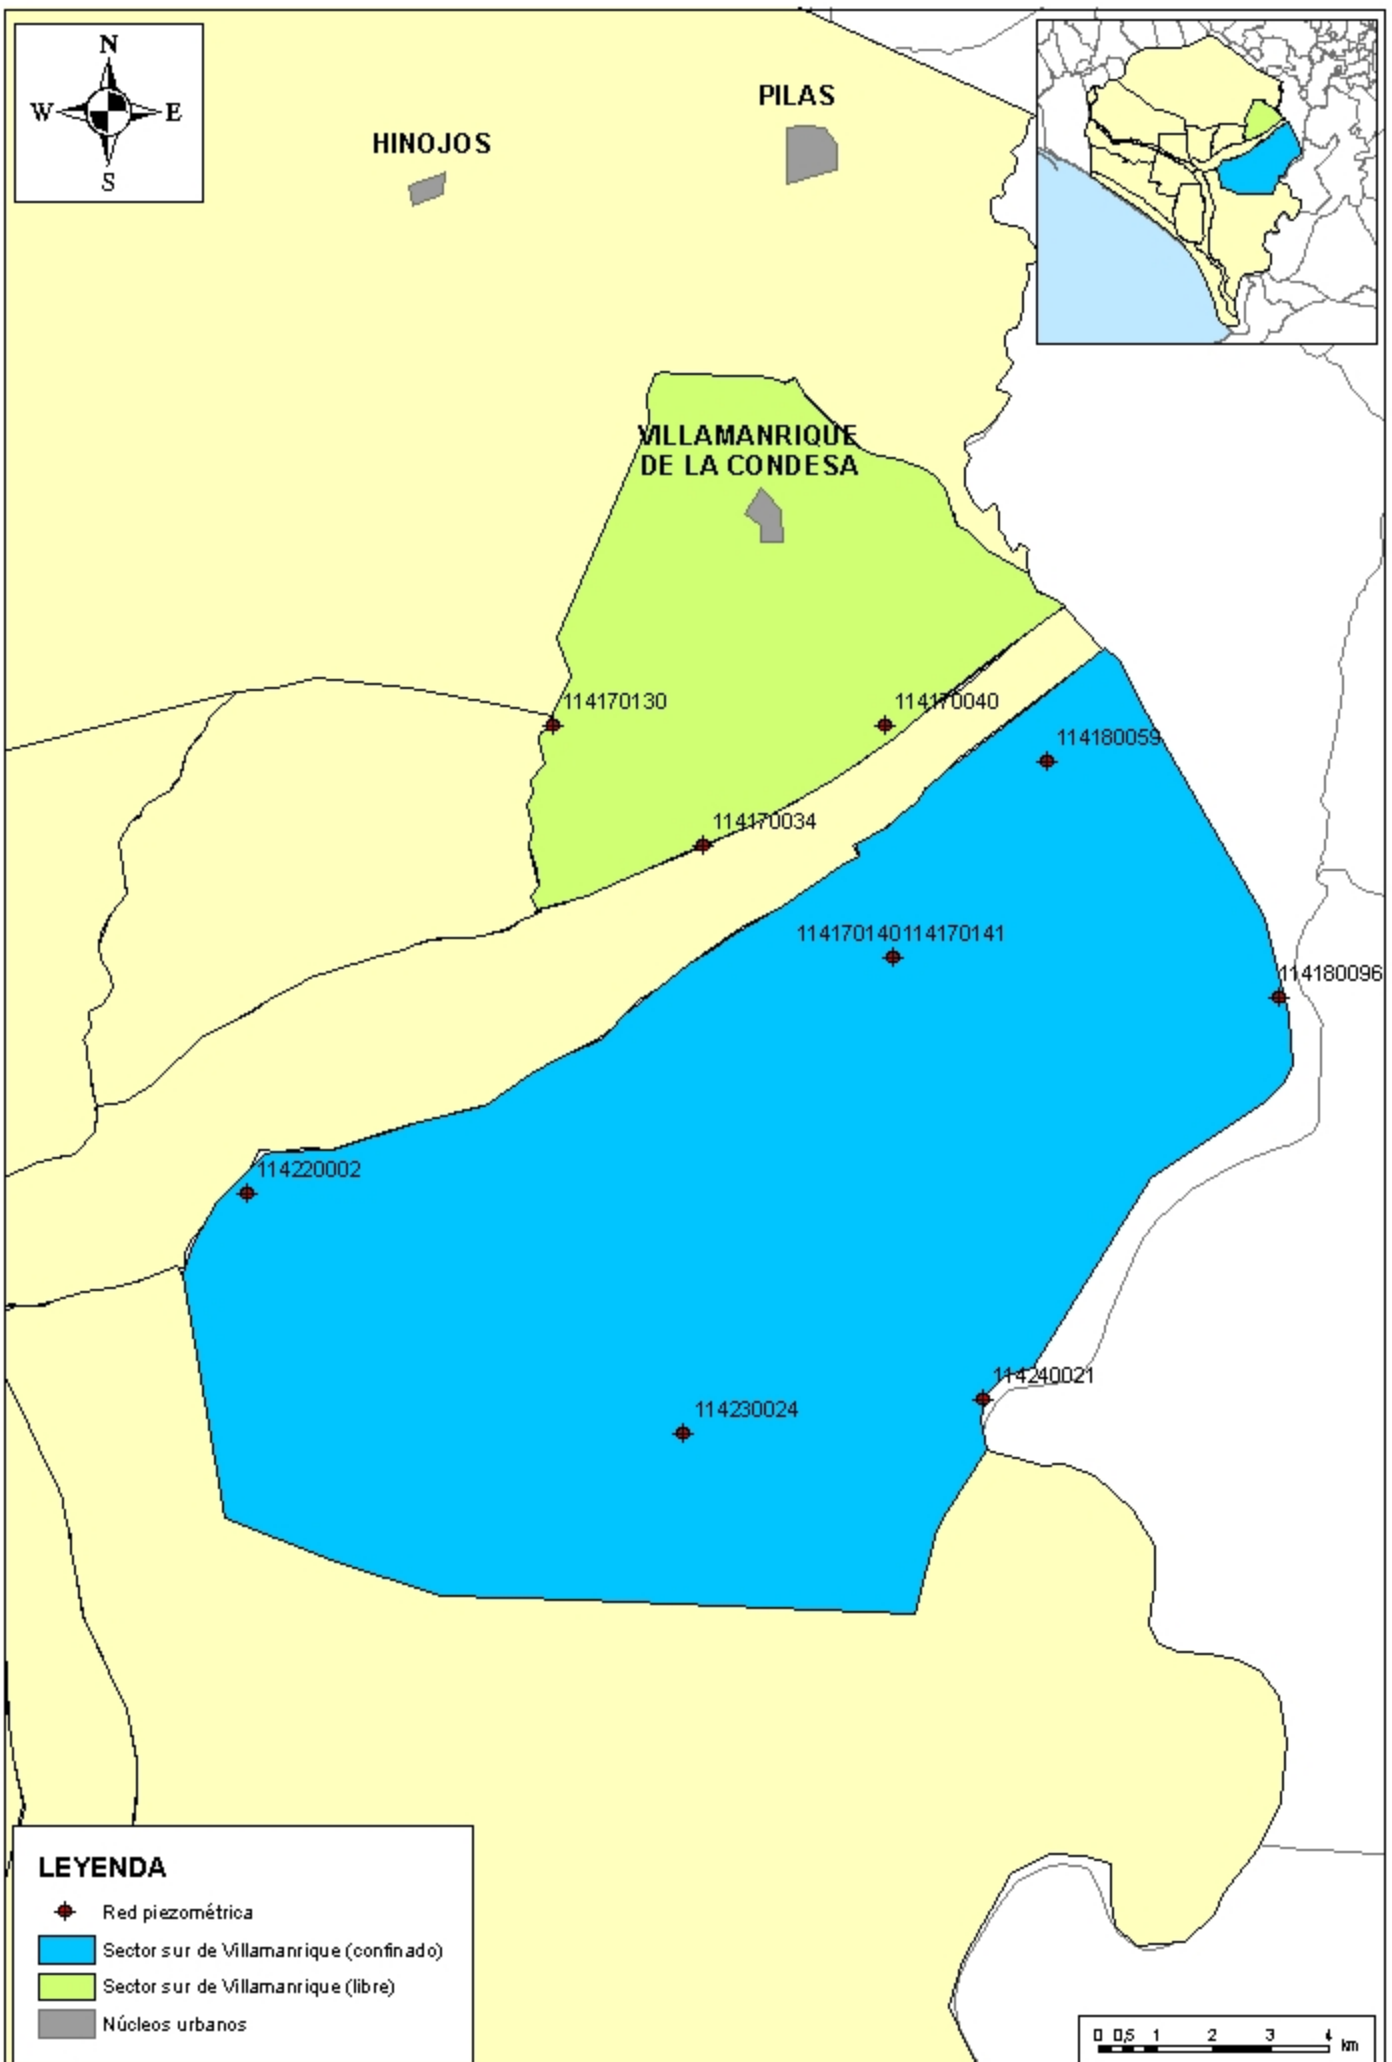 N
W E
S
HINOJOS
PILAS
VILLAMANRIQUE
DE LA CONDESA
114170130
114170040
114180059
114170034
114170140114170141
114180096
114220002
114240021
114230024
LEYENDA
Red piezométrica
Sector sur de Villamanrique (confinado)
Sector sur de Villamanrique (libre)
Núcleos urbanos
0 0,5 1 2 3 4
km